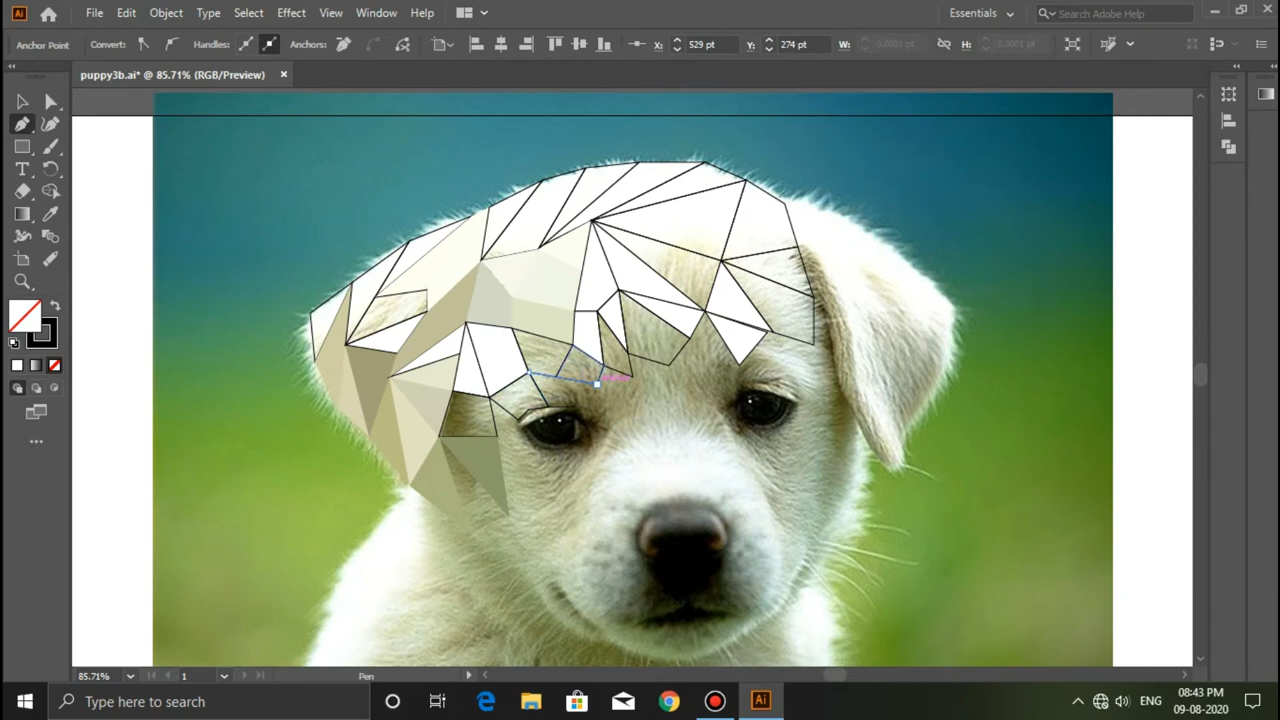 Ai File Edit Object Type Select Effect View Window Help Essentials Search Adobe Help
Anchor Point Convert: Handles: Anchors: X: 529 pt Y: 274 pt W: 0.0001 pt H: 0.0001 pt
puppy3b.ai* @ 85.71% (RGB/Preview)
85.71% 1 Pen
Type here to search Ai ENG 08:43 PM
09-08-2020